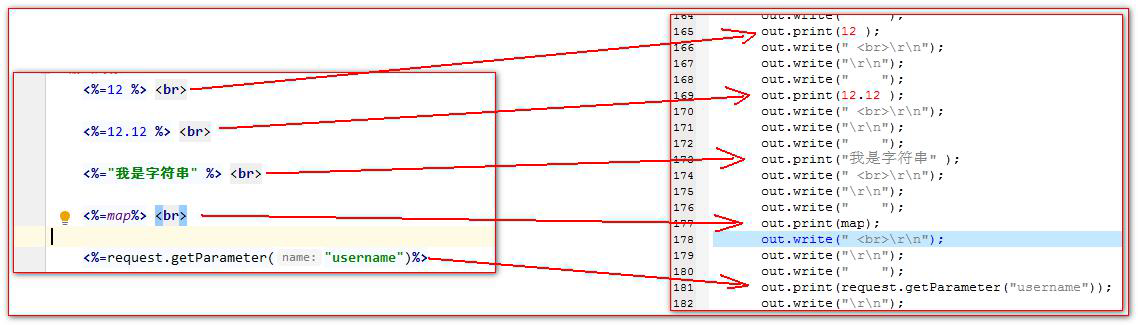 <%=12 %> <br>
<%=12.12 %> <br>
<%="我是字符串" %> <br>
<%=map%> <br>
<%=request.getParameter( name: "username")%>
164 out.write("    ");
165 out.print(12 );
166 out.write(" <br>\r\n");
167 out.write("\r\n");
168 out.write("    ");
169 out.print(12.12 );
170 out.write(" <br>\r\n");
171 out.write("\r\n");
172 out.write("    ");
173 out.print("我是字符串" );
174 out.write(" <br>\r\n");
175 out.write("\r\n");
176 out.write("    ");
177 out.print(map);
178 out.write(" <br>\r\n");
179 out.write("\r\n");
180 out.write("    ");
181 out.print(request.getParameter("username"));
182 out.write("\r\n");